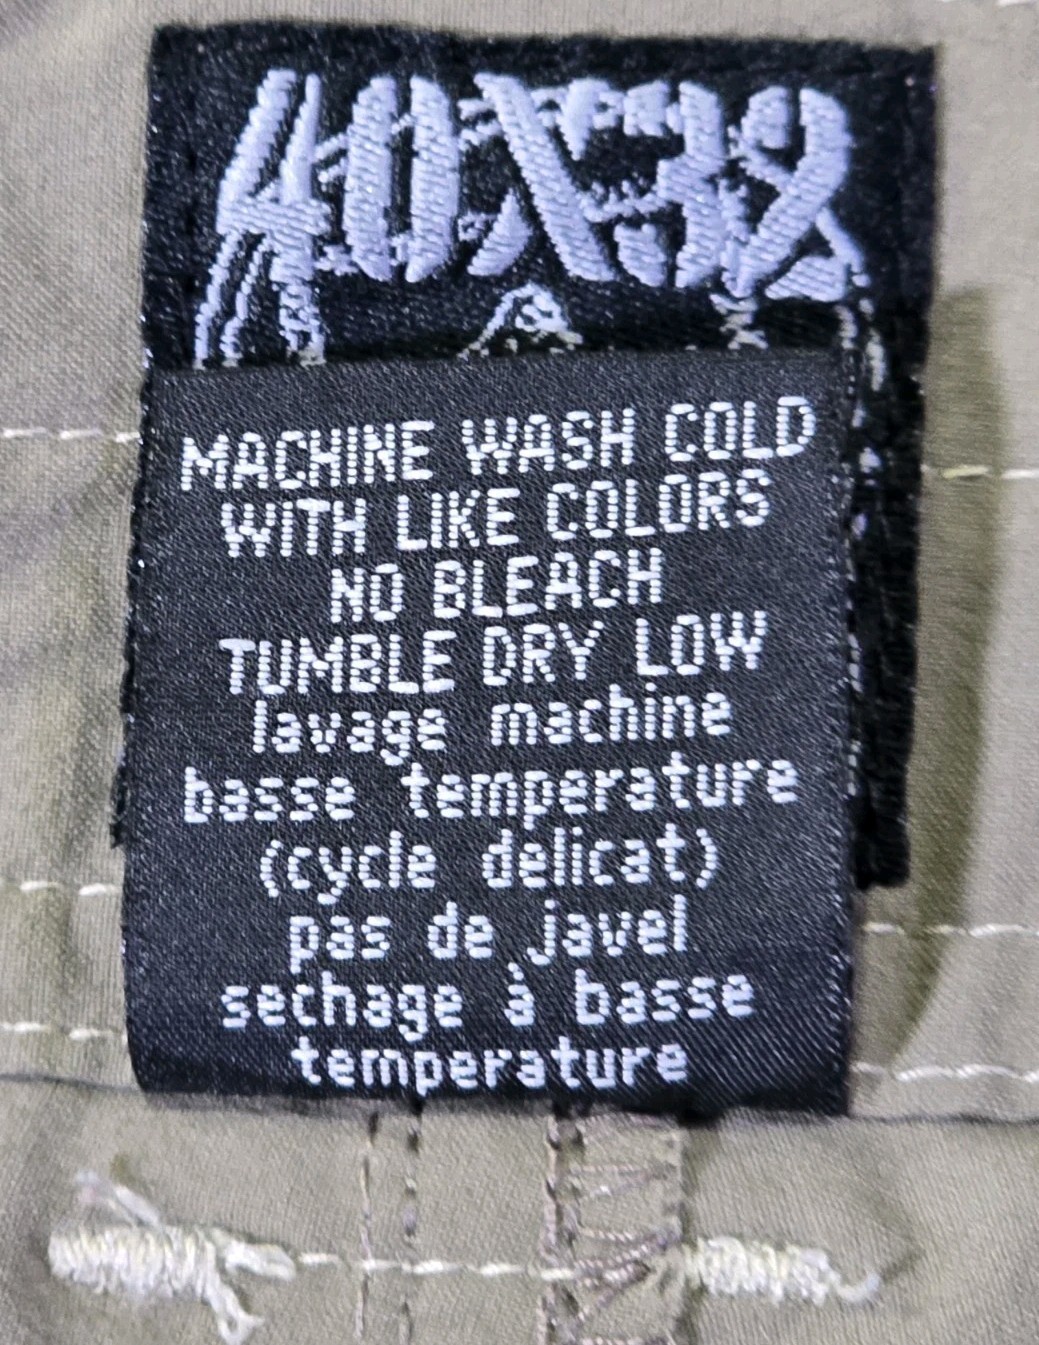 40X32
MACHINE WASH COLD
WITH LIKE COLORS
NO BLEACH
TUMBLE DRY LOW
lavage machine
basse temperature
(cycle delicat)
pas de javel
sechage à basse
temperature